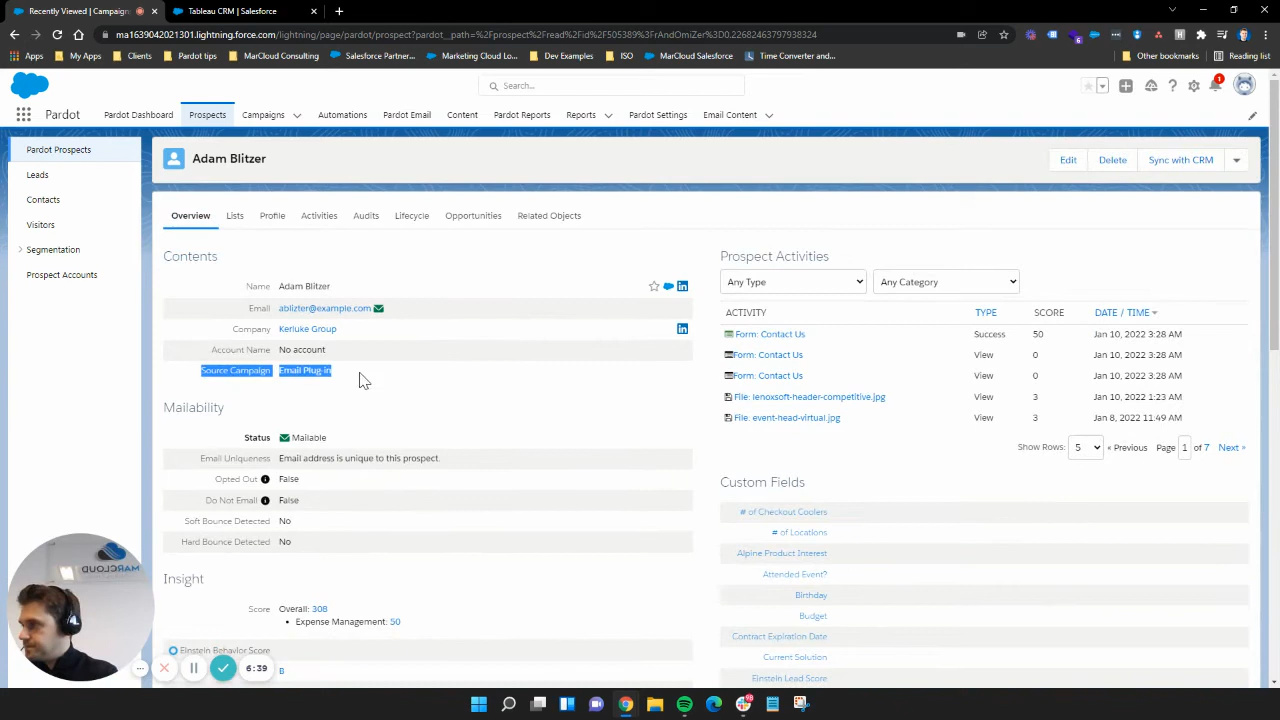 Recently Viewed | Campaign
Tableau CRM | Salesforce
ma1639042021301.lightning.force.com/lightning/page/pardot/prospect?pardot__path=%2Fprospect%2Fread%2Fid%2F505389%3FrAndOmiZer%3D0.22682463797938324
Apps
My Apps
Clients
Pardot tips
MarCloud Consulting
Salesforce Partner...
Marketing Cloud Lo...
Dev Examples
ISO
MarCloud Salesforce
Time Converter and...
Other bookmarks
Reading list
Search...
1
Pardot
Pardot Dashboard
Prospects
Campaigns
Automations
Pardot Email
Content
Pardot Reports
Reports
Pardot Settings
Email Content
Pardot Prospects
Leads
Contacts
Visitors
Segmentation
Prospect Accounts
Adam Blitzer
Edit
Delete
Sync with CRM
Overview
Lists
Profile
Activities
Audits
Lifecycle
Opportunities
Related Objects
Contents
Name Adam Blitzer
Email ablizter@example.com
Company Kerluke Group
Account Name No account
Source Campaign Email Plug-in
Mailability
Status Mailable
Email Uniqueness Email address is unique to this prospect.
Opted Out False
Do Not Email False
Soft Bounce Detected No
Hard Bounce Detected No
Insight
Score Overall: 308
• Expense Management: 50
Einstein Behavior Score
B
Prospect Activities
Any Type
Any Category
ACTIVITY TYPE SCORE DATE / TIME
Form: Contact Us Success 50 Jan 10, 2022 3:28 AM
Form: Contact Us View 0 Jan 10, 2022 3:28 AM
Form: Contact Us View 0 Jan 10, 2022 3:28 AM
File: lenoxsoft-header-competitive.jpg View 3 Jan 10, 2022 1:23 AM
File: event-head-virtual.jpg View 3 Jan 8, 2022 11:49 AM
Show Rows: 5 « Previous Page 1 of 7 Next »
Custom Fields
# of Checkout Coolers
# of Locations
Alpine Product Interest
Attended Event?
Birthday
Budget
Contract Expiration Date
Current Solution
Einstein Lead Score
MARCLOUD
6:39